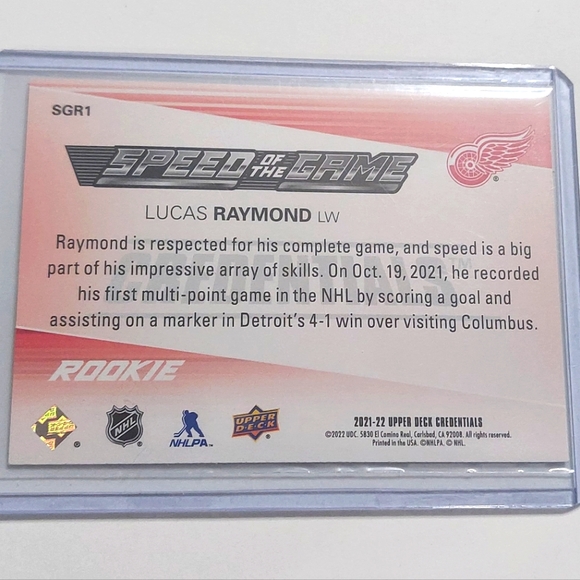 SGR1
SPEED OF THE GAME
LUCAS RAYMOND LW
Raymond is respected for his complete game, and speed is a big
part of his impressive array of skills. On Oct. 19, 2021, he recorded
his first multi-point game in the NHL by scoring a goal and
assisting on a marker in Detroit's 4-1 win over visiting Columbus.
CREDENTIALS
ROOKIE
NHL
NHLPA
UPPER DECK
2021-22 UPPER DECK CREDENTIALS
©2022 UDC. 5830 El Camino Real, Carlsbad, CA 92008. All rights reserved.
Printed in the USA. ©NHLPA. © NHL.